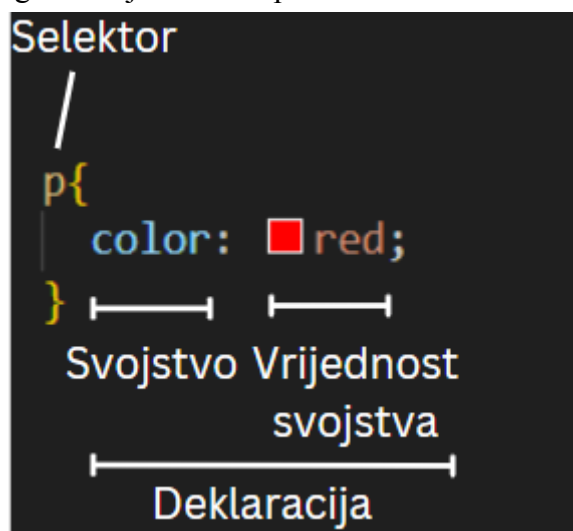 Selektor
p{
color: red;
}
Svojstvo Vrijednost
svojstva
Deklaracija